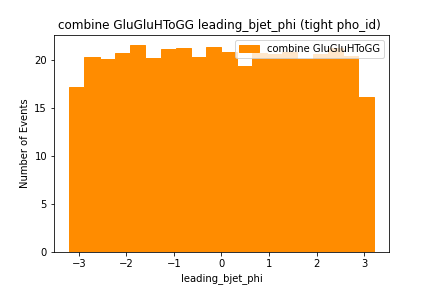 combine GluGluHToGG leading_bjet_phi (tight pho_id)
combine GluGluHToGG
Number of Events
20
15
10
5
0
−3 −2 −1 0 1 2 3
leading_bjet_phi